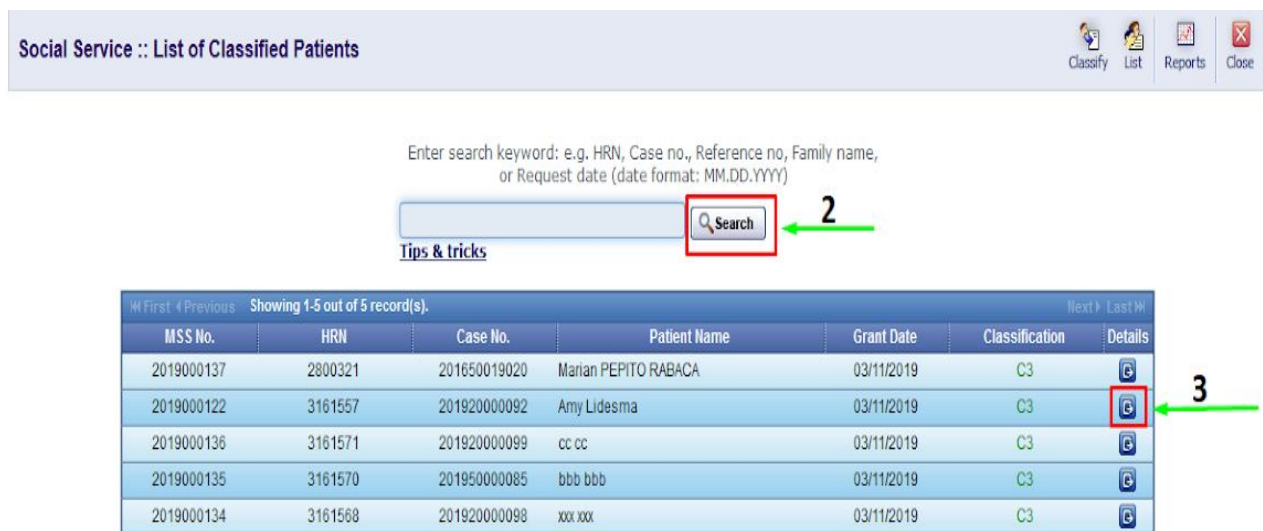 Social Service :: List of Classified Patients
Classify List Reports Close
Enter search keyword: e.g. HRN, Case no., Reference no, Family name,
or Request date (date format: MM.DD.YYYY)
Search
2
Tips & tricks
First Previous Showing 1-5 out of 5 record(s). Next Last
MSS No. HRN Case No. Patient Name Grant Date Classification Details
2019000137 2800321 201650019020 Marian PEPITO RABACA 03/11/2019 C3
2019000122 3161557 201920000092 Amy Lidesma 03/11/2019 C3
3
2019000136 3161571 201920000099 cc cc 03/11/2019 C3
2019000135 3161570 201950000085 bbb bbb 03/11/2019 C3
2019000134 3161568 201920000098 xxx xxx 03/11/2019 C3